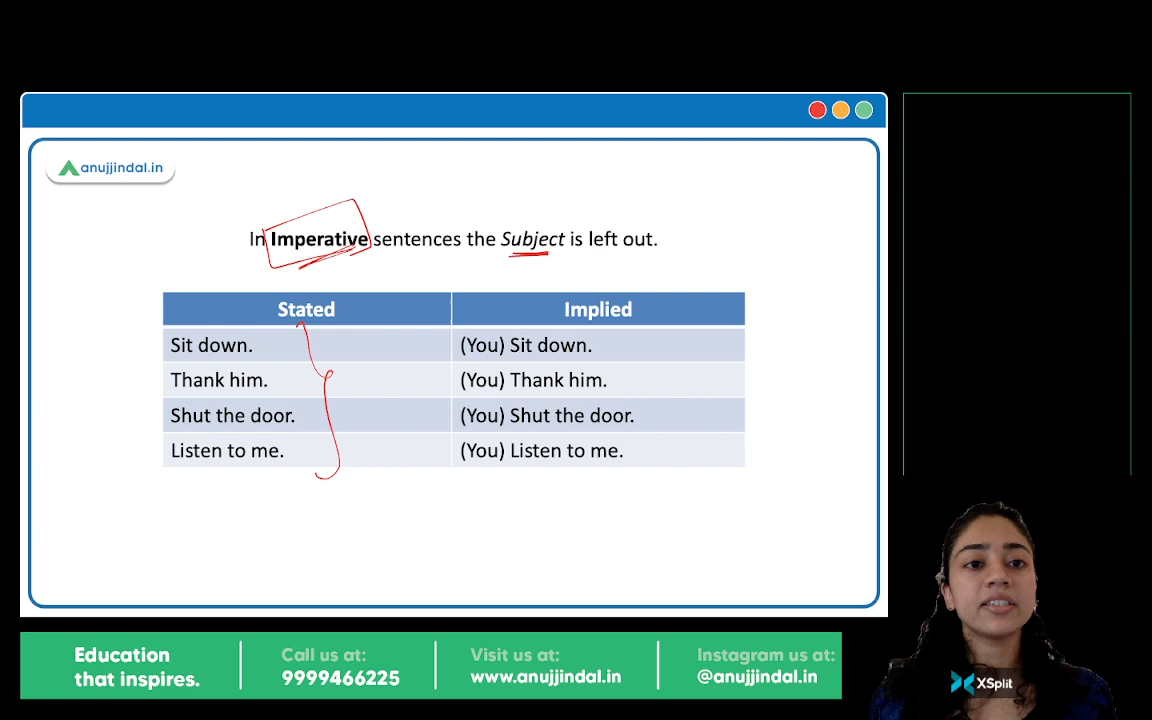 anujjindal.in
In Imperative sentences the Subject is left out.
Stated Implied
Sit down. (You) Sit down.
Thank him. (You) Thank him.
Shut the door. (You) Shut the door.
Listen to me. (You) Listen to me.
Education
that inspires.
Call us at:
9999466225
Visit us at:
www.anujjindal.in
Instagram us at:
@anujjindal.in
XSplit